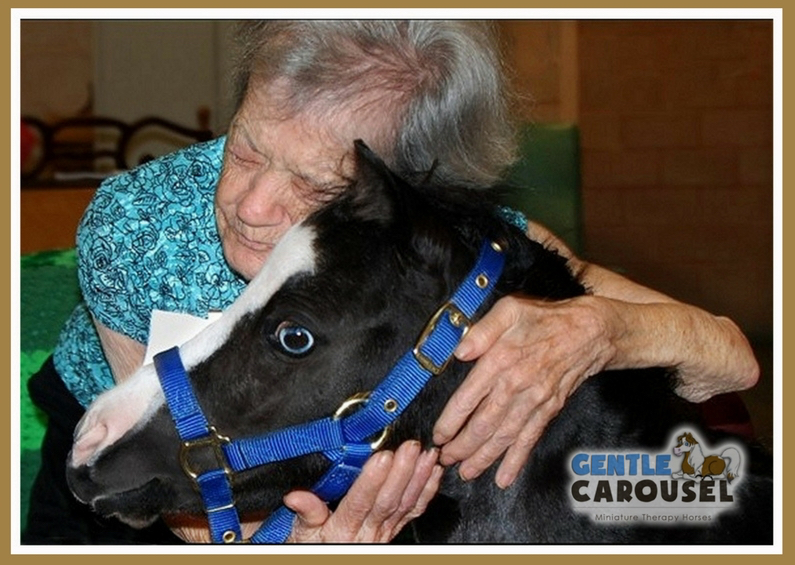 GENTLE
CAROUSEL
Miniature Therapy Horses